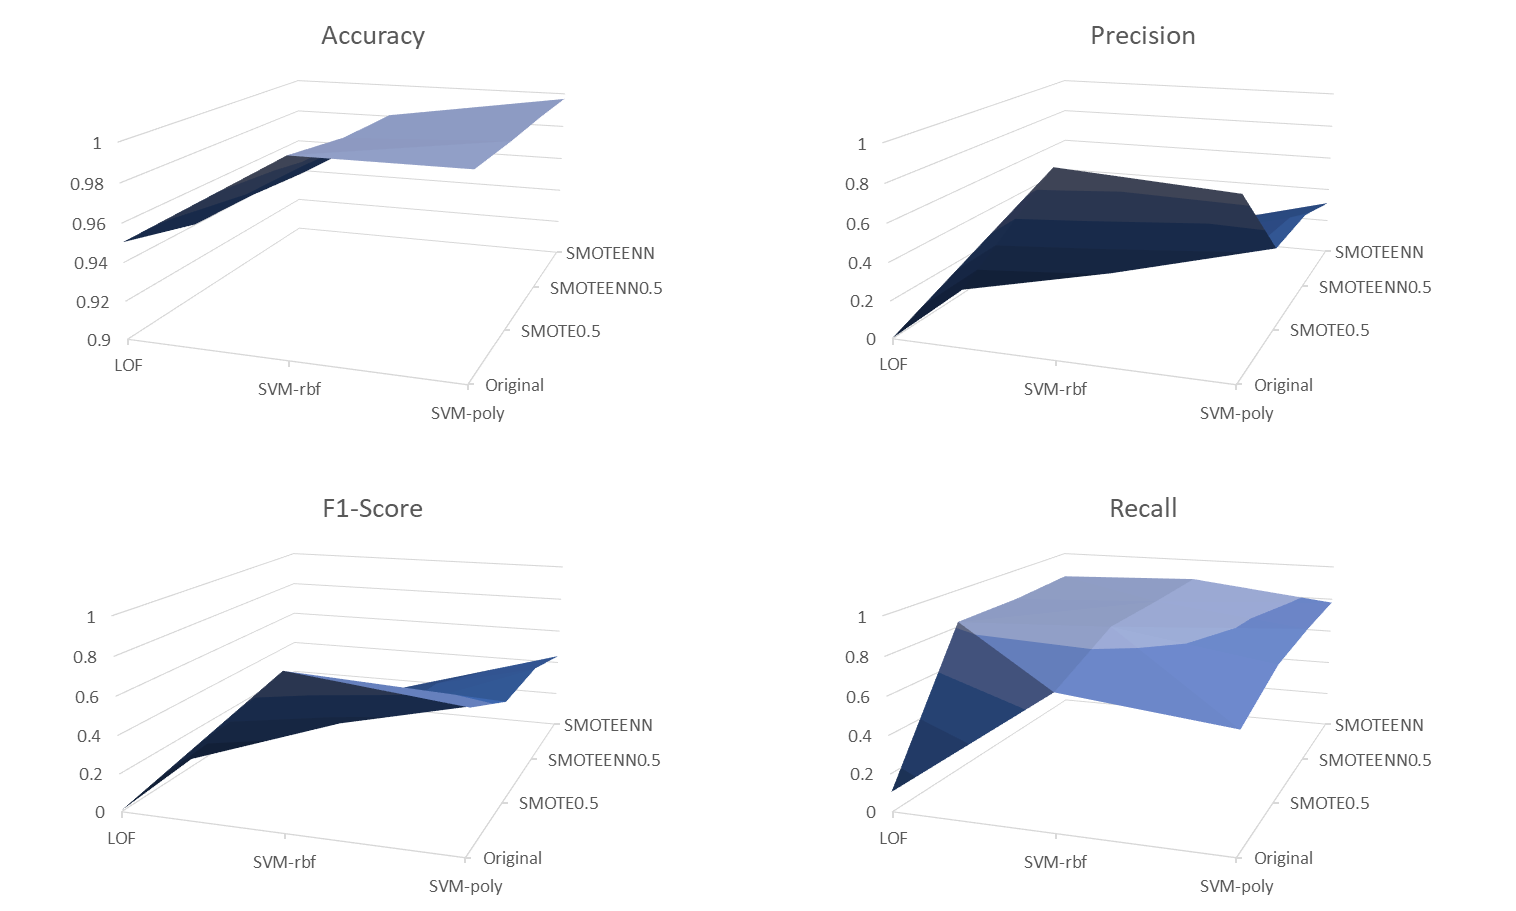 Accuracy
1
0.98
0.96
0.94
0.92
0.9
LOF
SVM-rbf
SVM-poly
Original
SMOTE0.5
SMOTEENN0.5
SMOTEENN
Precision
1
0.8
0.6
0.4
0.2
0
LOF
SVM-rbf
SVM-poly
Original
SMOTE0.5
SMOTEENN0.5
SMOTEENN
F1-Score
1
0.8
0.6
0.4
0.2
0
LOF
SVM-rbf
SVM-poly
Original
SMOTE0.5
SMOTEENN0.5
SMOTEENN
Recall
1
0.8
0.6
0.4
0.2
0
LOF
SVM-rbf
SVM-poly
Original
SMOTE0.5
SMOTEENN0.5
SMOTEENN